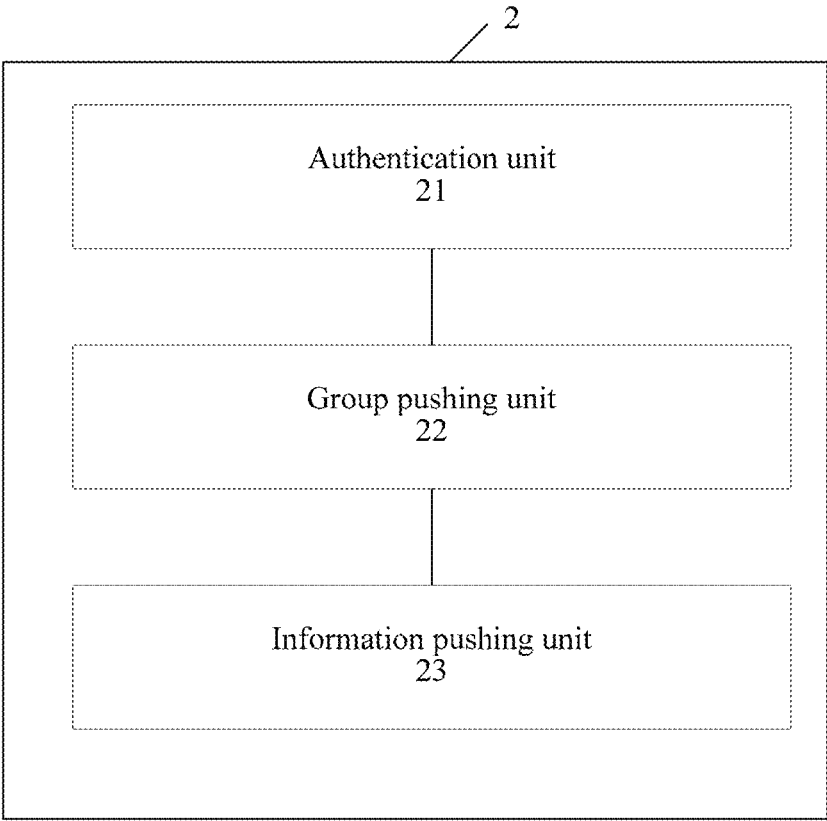 2
Authentication unit
21
Group pushing unit
22
Information pushing unit
23